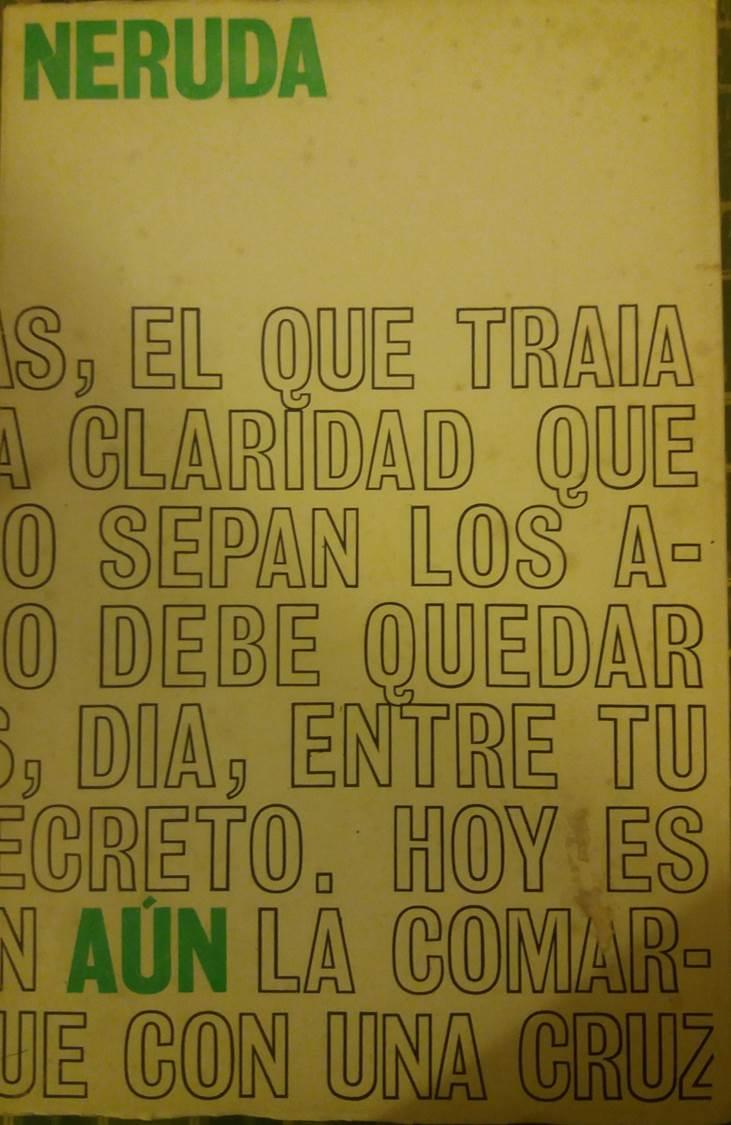 NERUDA
AS, EL QUE TRAIA
A CLARIDAD QUE
O SEPAN LOS A-
O DEBE QUEDAR
S, DIA, ENTRE TU
ECRETO. HOY ES
N AÚN LA COMAR-
UE CON UNA CRUZ